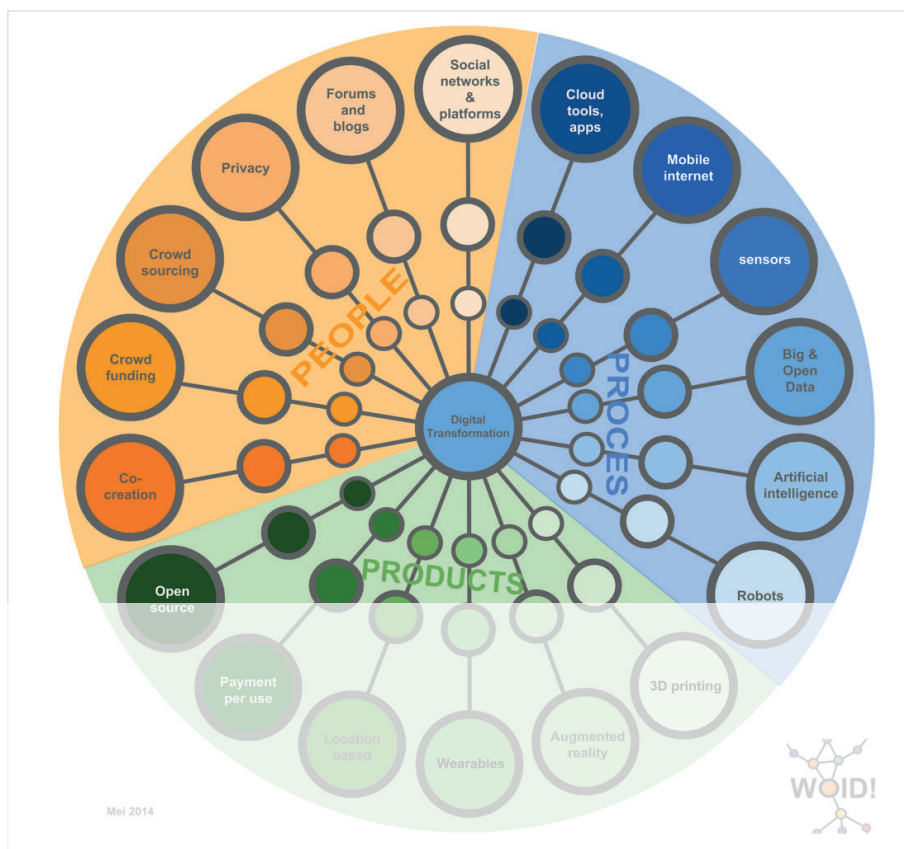 Social
networks
&
platforms
Forums
and
blogs
Privacy
Crowd
sourcing
Crowd
funding
Co-
creation
PEOPLE
Cloud
tools,
apps
Mobile
internet
sensors
Big &
Open
Data
Artificial
intelligence
Robots
PROCES
Digital
Transformation
Open
source
Payment
per use
Location
based
Wearables
Augmented
reality
3D printing
PRODUCTS
Mei 2014
WOID!